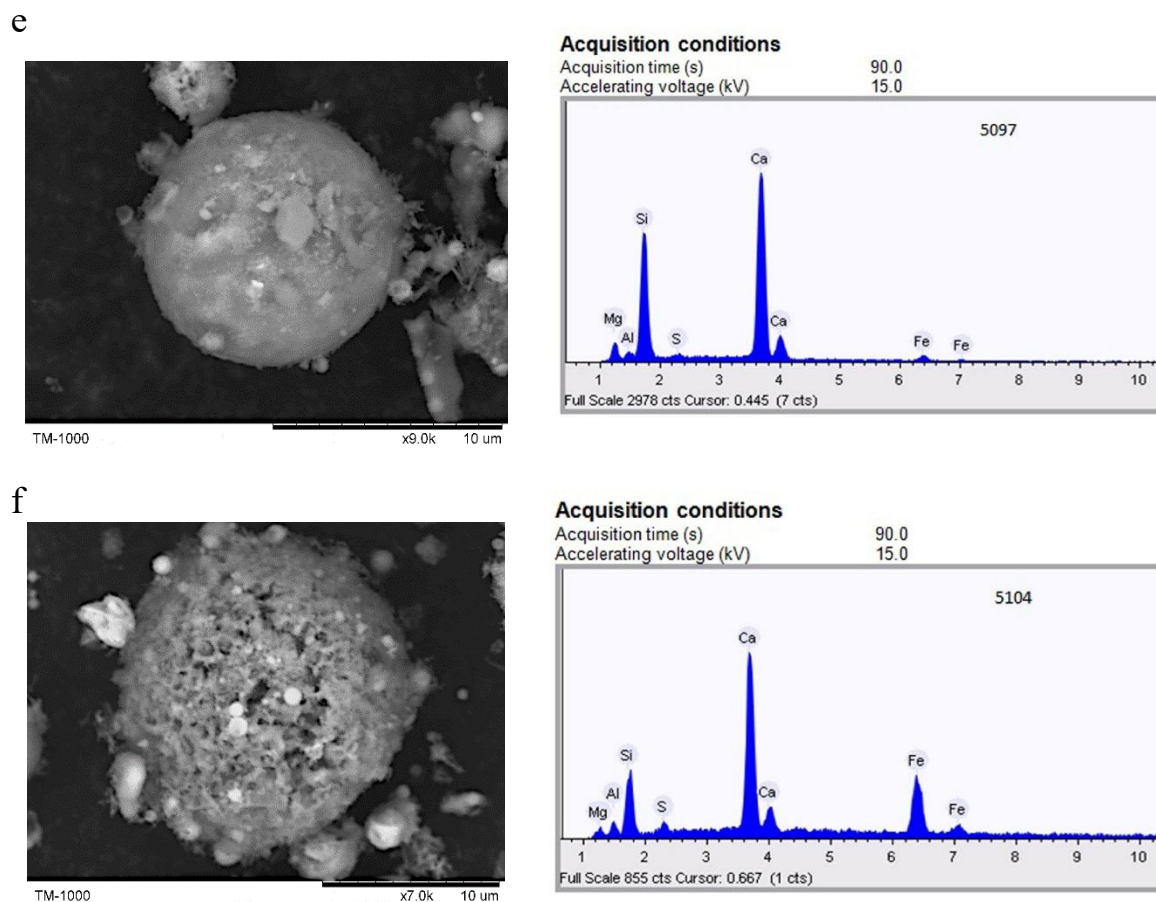 e
Acquisition conditions
Acquisition time (s) 90.0
Accelerating voltage (kV) 15.0
5097
Ca
Si
Mg
Al
S
Ca
Fe
Fe
1 2 3 4 5 6 7 8 9 10
Full Scale 2978 cts Cursor: 0.445 (7 cts)
TM-1000 x9.0k 10 um
f
Acquisition conditions
Acquisition time (s) 90.0
Accelerating voltage (kV) 15.0
5104
Ca
Si
Mg
Al
S
Ca
Fe
Fe
1 2 3 4 5 6 7 8 9 10
Full Scale 855 cts Cursor: 0.667 (1 cts)
TM-1000 x7.0k 10 um